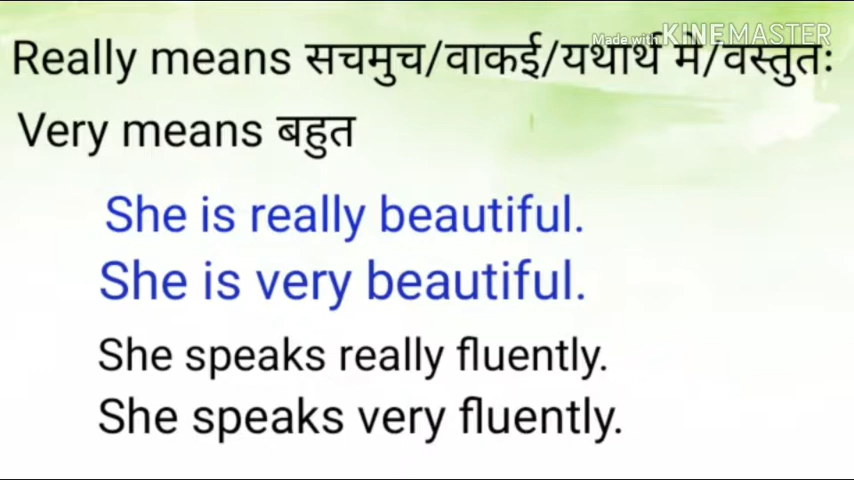 Made with KINEMASTER
Really means सचमुच/वाकई/यथार्थ मे/वस्तुतः
Very means बहुत
She is really beautiful.
She is very beautiful.
She speaks really fluently.
She speaks very fluently.